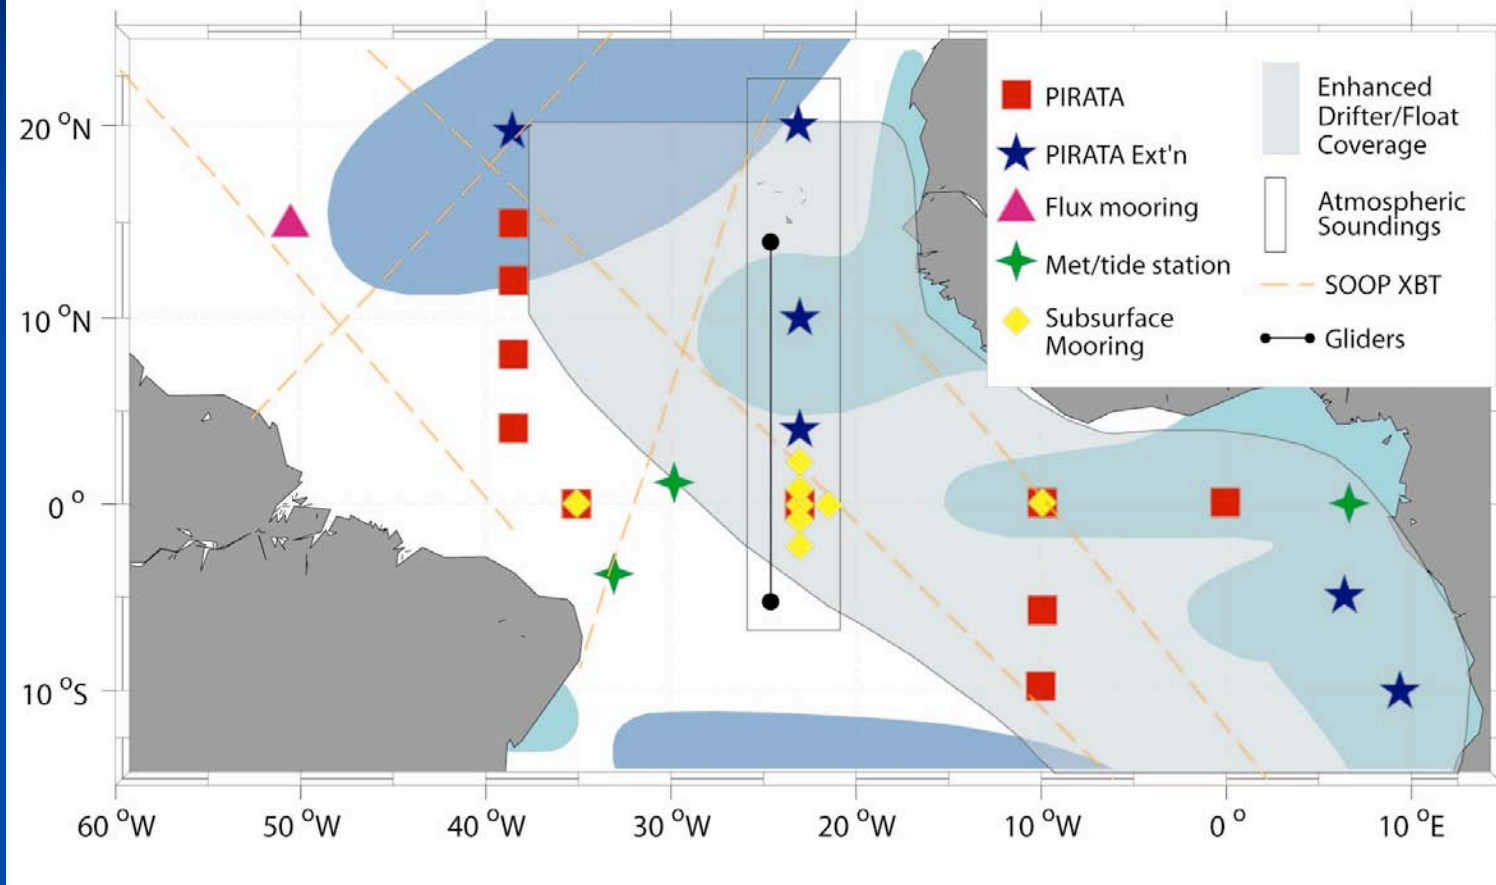 PIRATA
PIRATA Ext'n
Flux mooring
Met/tide station
Subsurface
Mooring
Enhanced
Drifter/Float
Coverage
Atmospheric
Soundings
SOOP XBT
Gliders
20 °N
10 °N
0 °
10 °S
60 °W
50 °W
40 °W
30 °W
20 °W
10 °W
0 °
10 °E